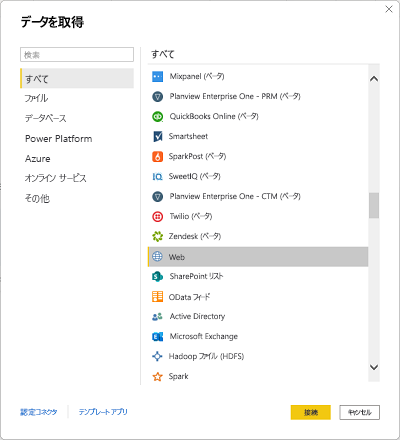 データを取得
検索
すべて
ファイル
データベース
Power Platform
Azure
オンライン サービス
その他
すべて
Mixpanel (ベータ)
Planview Enterprise One - PRM (ベータ)
QuickBooks Online (ベータ)
Smartsheet
SparkPost (ベータ)
SweetIQ (ベータ)
Planview Enterprise One - CTM (ベータ)
Twilio (ベータ)
Zendesk (ベータ)
Web
SharePoint リスト
OData フィード
Active Directory
Microsoft Exchange
Hadoop ファイル (HDFS)
Spark
認定コネクタ
テンプレート アプリ
接続
キャンセル